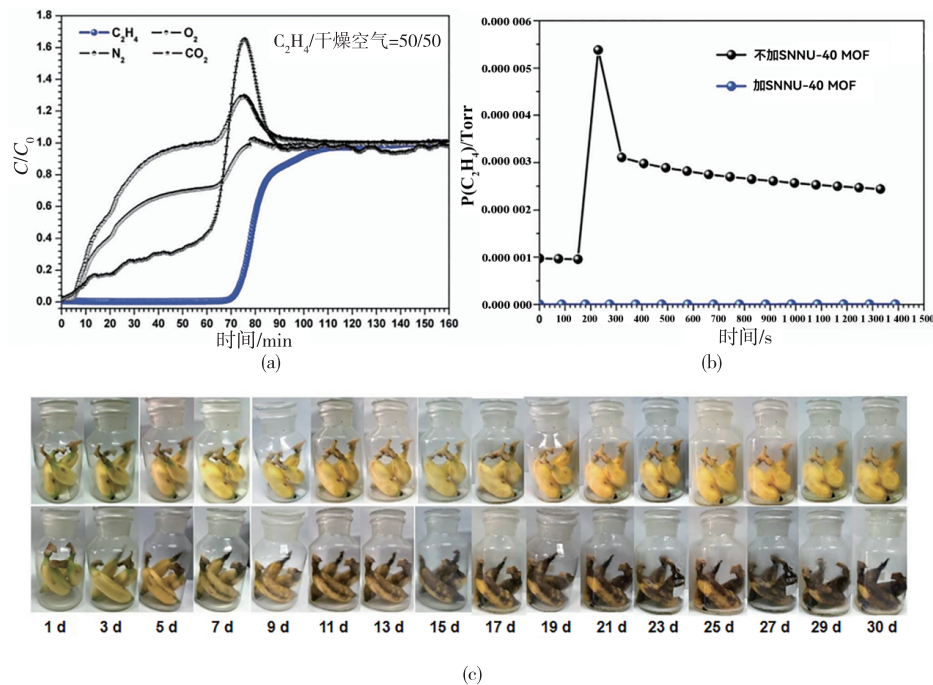 C₂H₄ O₂
N₂ CO₂
C₂H₄/干燥空气=50/50
C/C₀
1.8
1.6
1.4
1.2
1.0
0.8
0.6
0.4
0.2
0.0
0 10 20 30 40 50 60 70 80 90 100 110 120 130 140 150 160
时间/min
(a)
P(C₂H₄)/Torr
0.000 006
0.000 005
0.000 004
0.000 003
0.000 002
0.000 001
0.000 000
不加SNNU-40 MOF
加SNNU-40 MOF
0 100 200 300 400 500 600 700 800 900 1 000 1 100 1 200 1 300 1 400 1 500
时间/s
(b)
1 d 3 d 5 d 7 d 9 d 11 d 13 d 15 d 17 d 19 d 21 d 23 d 25 d 27 d 29 d 30 d
(c)